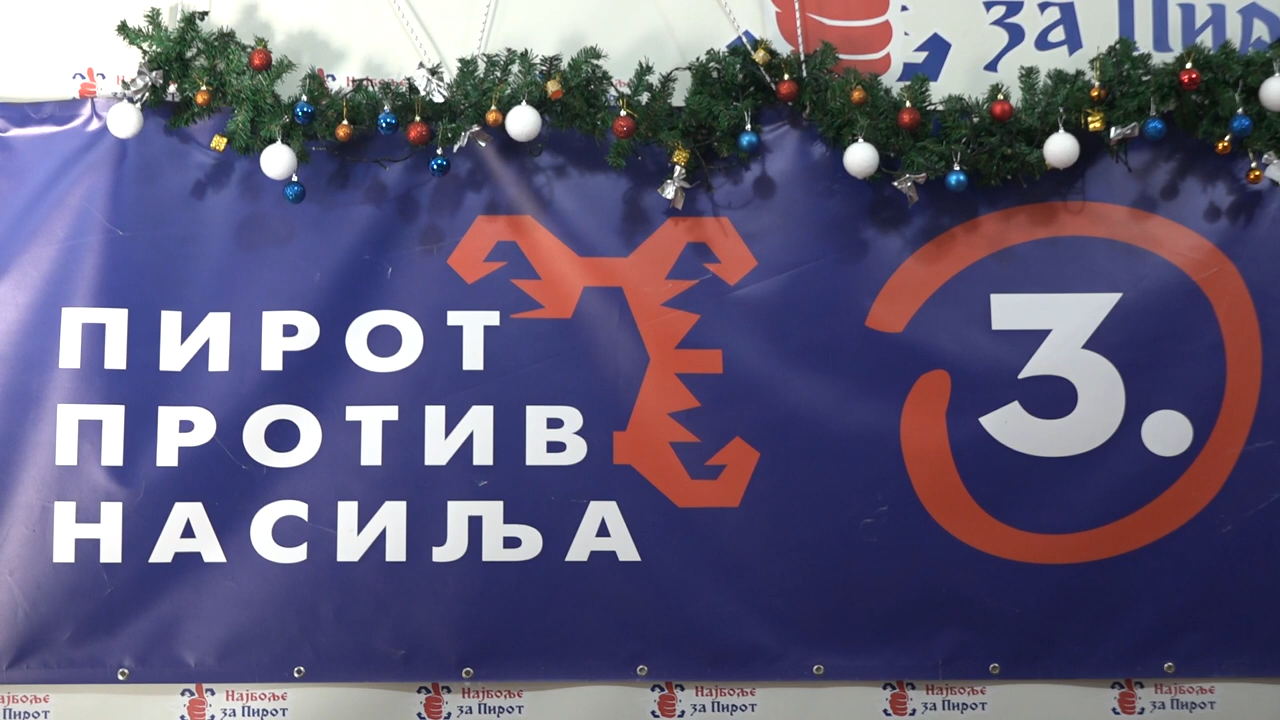 за Пирот
ПИРОТ
ПРОТИВ
НАСИЉА
3.
Најбоље
за Пирот
Најбоље
за Пирот
Најбоље
за Пирот
Најбоље
за Пирот
Најбоље
за Пирот